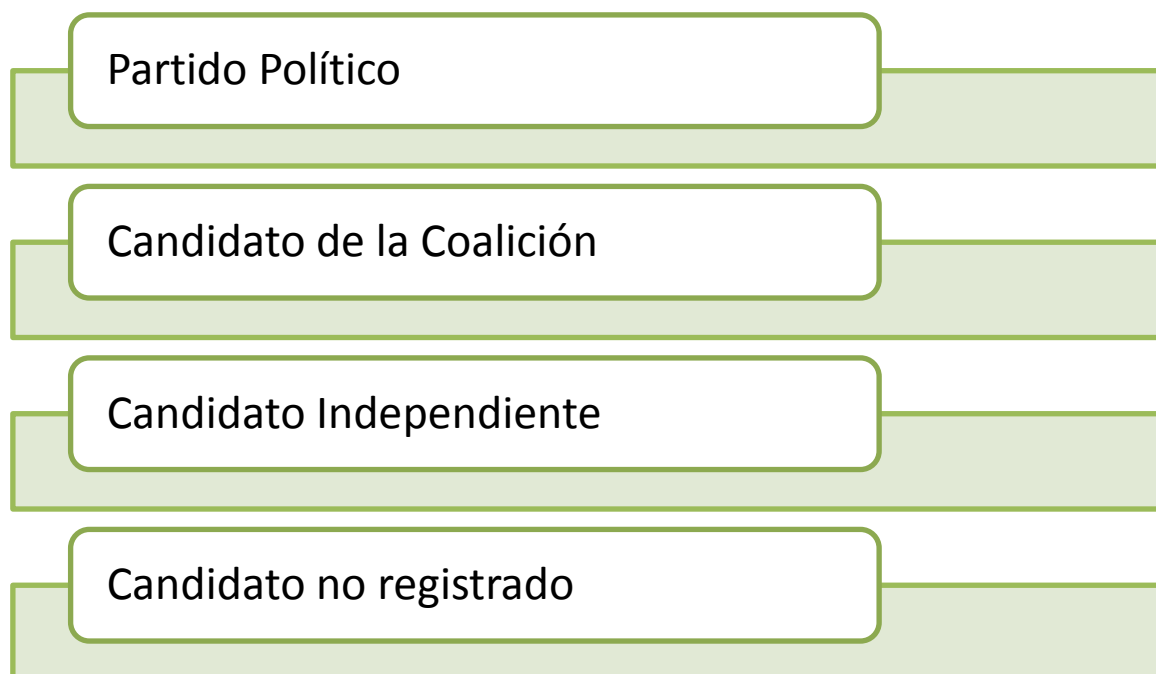 Partido Político
Candidato de la Coalición
Candidato Independiente
Candidato no registrado